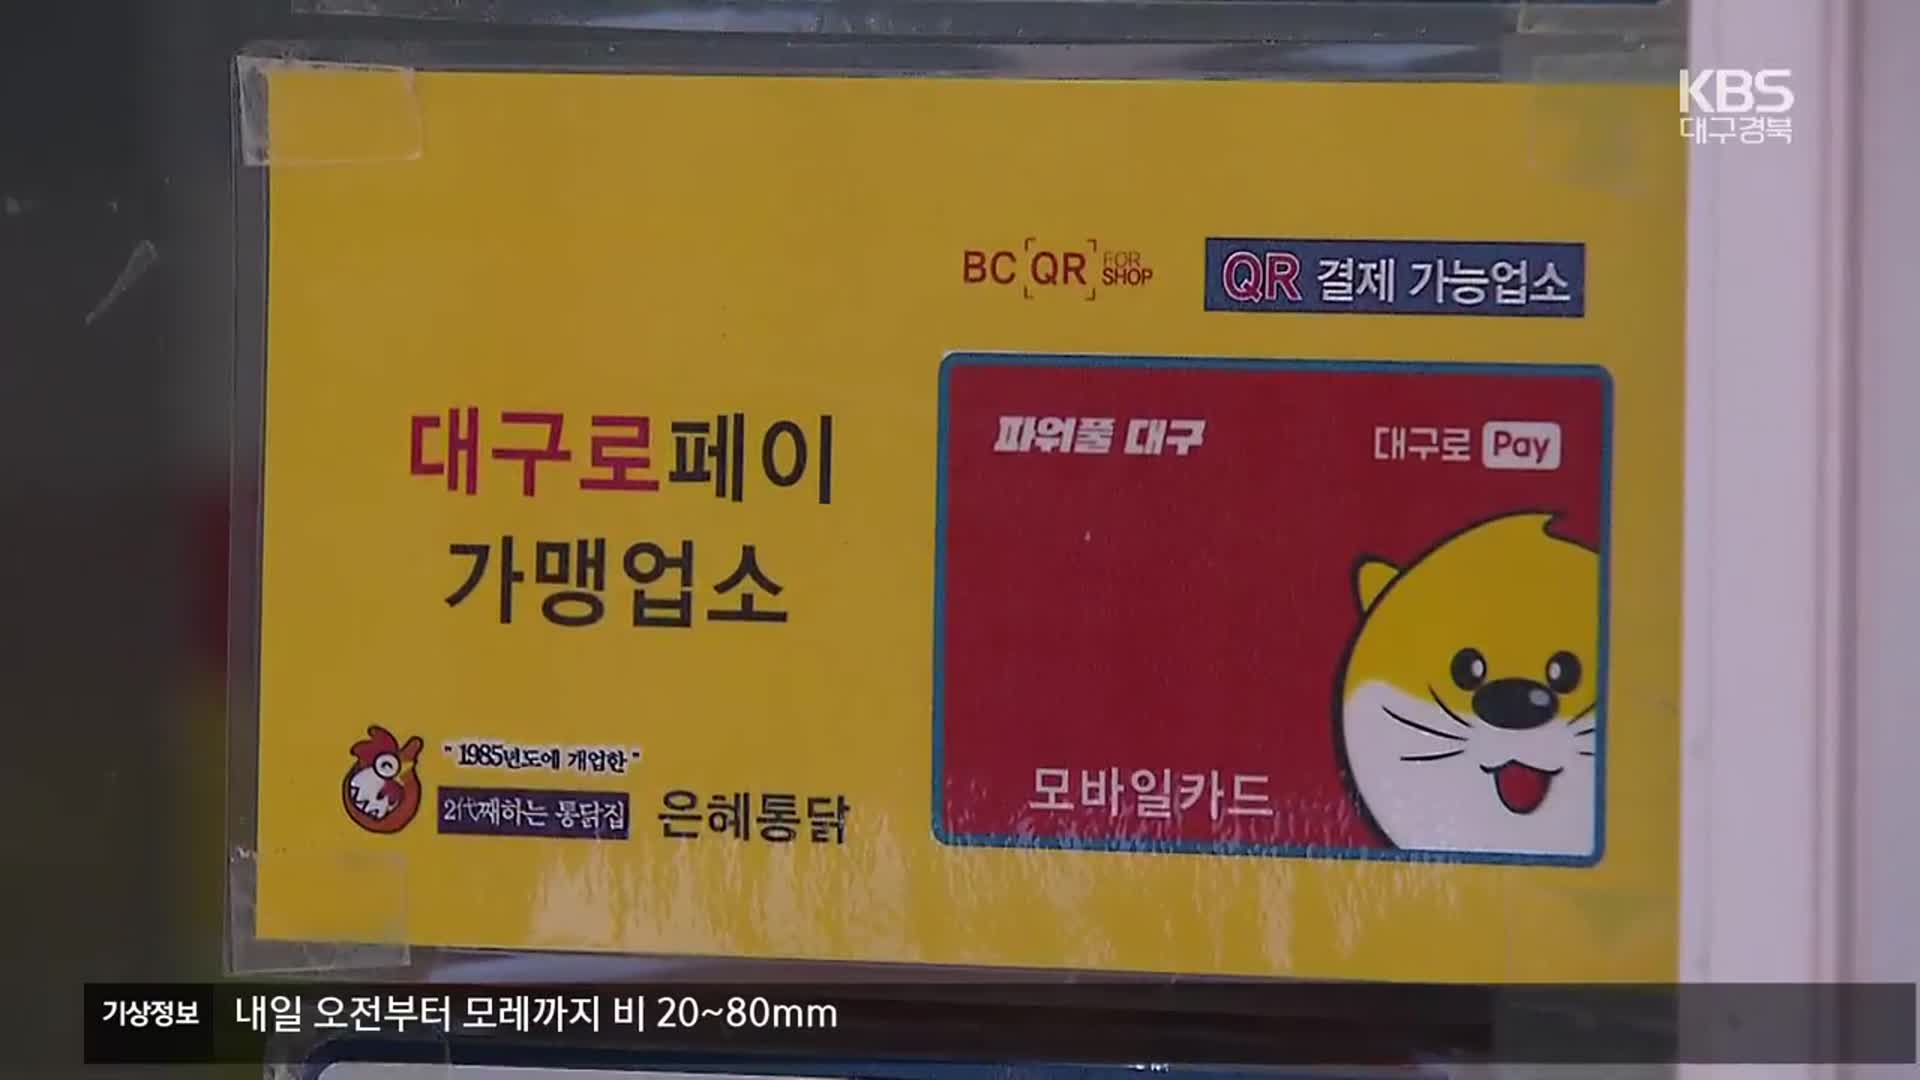 KBS
대구경북
BC QR FOR SHOP
QR 결제 가능업소
대구로페이
가맹업소
파워풀 대구
대구로 Pay
모바일카드
"1985년도에 개업한"
2代째하는 통닭집
은혜통닭
기상정보
내일 오전부터 모레까지 비 20~80mm